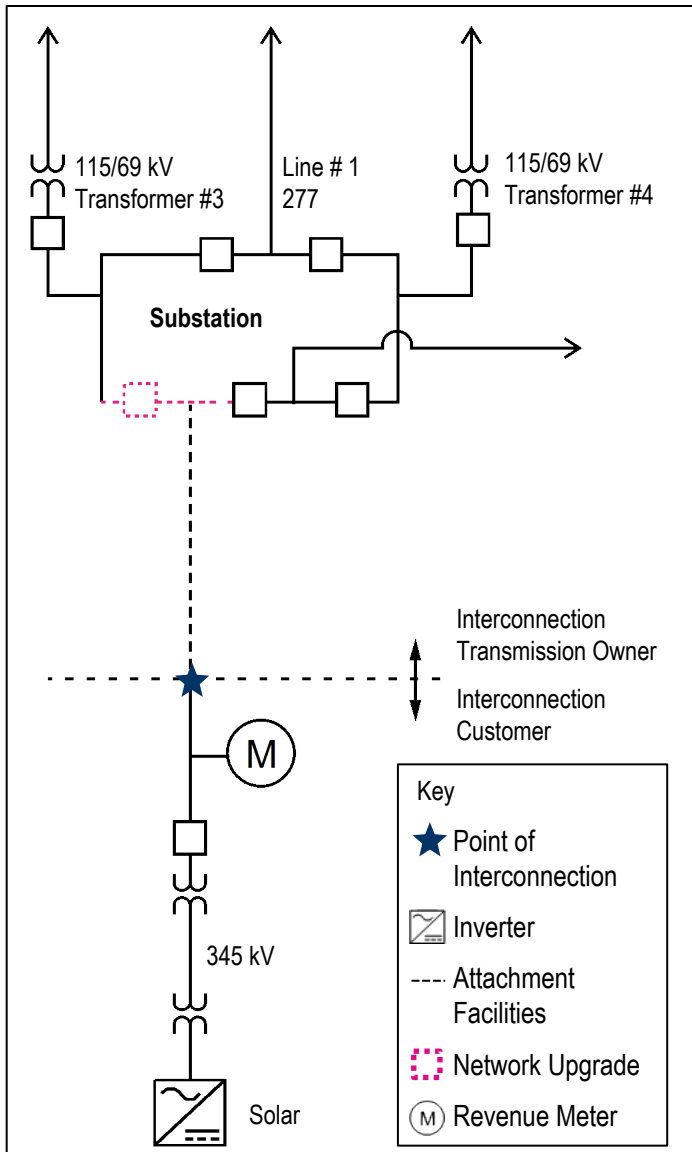 115/69 kV
Transformer #3
Line # 1
277
115/69 kV
Transformer #4
Substation
Interconnection
Transmission Owner
Interconnection
Customer
M
345 kV
Solar
Key
Point of
Interconnection
Inverter
Attachment
Facilities
Network Upgrade
M Revenue Meter